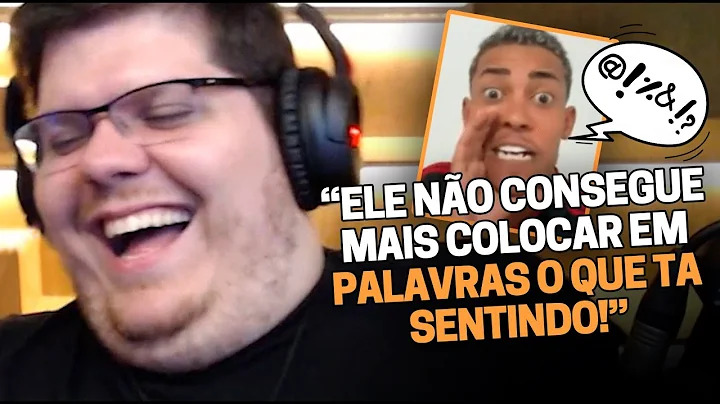 @!%&!?
“ELE NÃO CONSEGUE
MAIS COLOCAR EM
PALAVRAS O QUE TA
SENTINDO!”